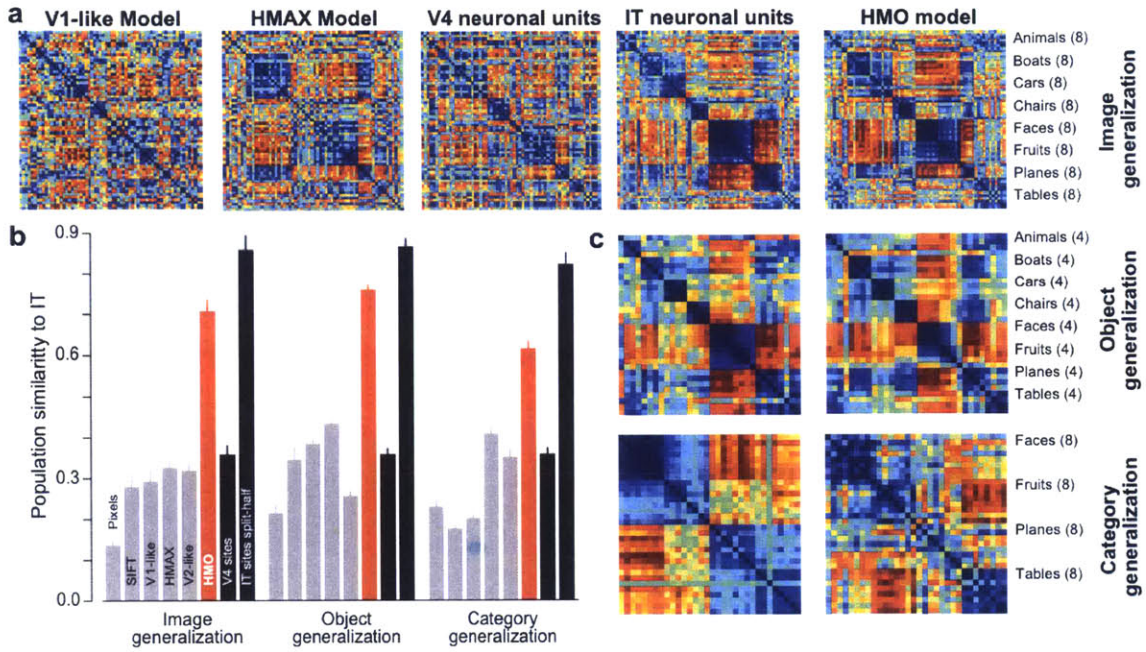 a
V1-like Model
HMAX Model
V4 neuronal units
IT neuronal units
HMO model
Animals (8)
Boats (8)
Cars (8)
Chairs (8)
Faces (8)
Fruits (8)
Planes (8)
Tables (8)
Image
generalization
b
Population similaritty to IT
0.9
0.6
0.3
0.0
Pixels
SIFT
V1-like
HMAX
V2-like
HMO
V4 sites
IT sites split-half
Image
generalization
Object
generalization
Category
generalization
c
Animals (4)
Boats (4)
Cars (4)
Chairs (4)
Faces (4)
Fruits (4)
Planes (4)
Tables (4)
Object
generalization
Faces (8)
Fruits (8)
Planes (8)
Tables (8)
Category
generalization